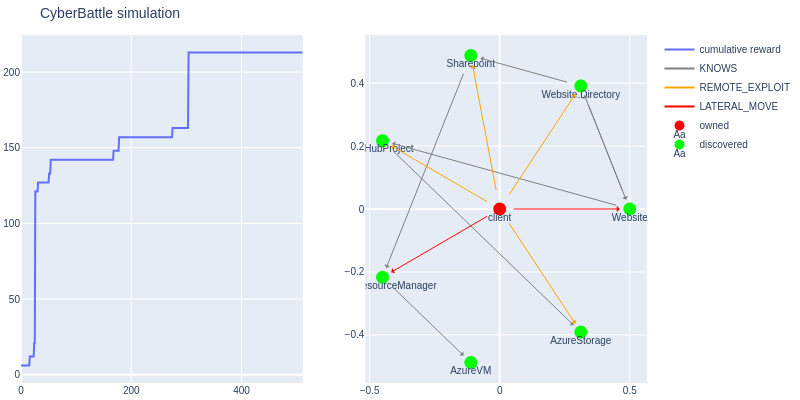 CyberBattle simulation
200
150
100
50
0
0
200
400
0.4
0.2
0
−0.2
−0.4
−0.5
0
0.5
Sharepoint
Website.Directory
HubProject
client
Website
esourceManager
AzureStorage
AzureVM
cumulative reward
KNOWS
REMOTE_EXPLOIT
LATERAL_MOVE
Aa
owned
Aa
discovered